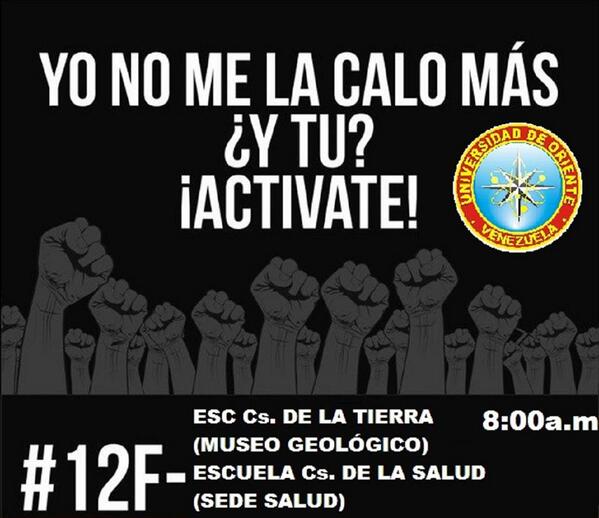 YO NO ME LA CALO MÁS
¿Y TU?
¡ACTIVATE!
UNIVERSIDAD DE ORIENTE
· VENEZUELA ·
#12F-
ESC Cs. DE LA TIERRA
(MUSEO GEOLÓGICO)
ESCUELA Cs. DE LA SALUD
(SEDE SALUD)
8:00a.m